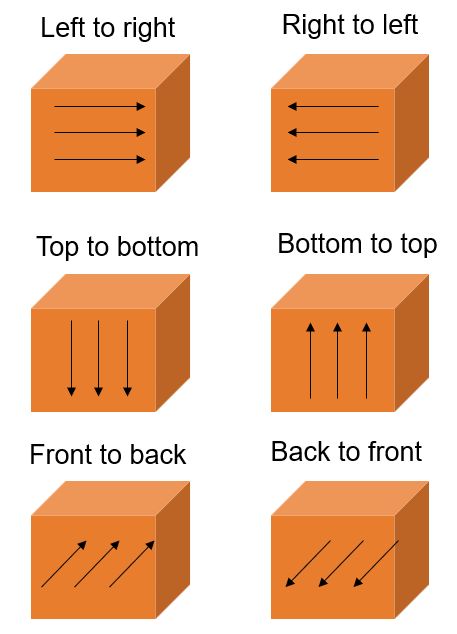 Left to right
Right to left
Top to bottom
Bottom to top
Front to back
Back to front